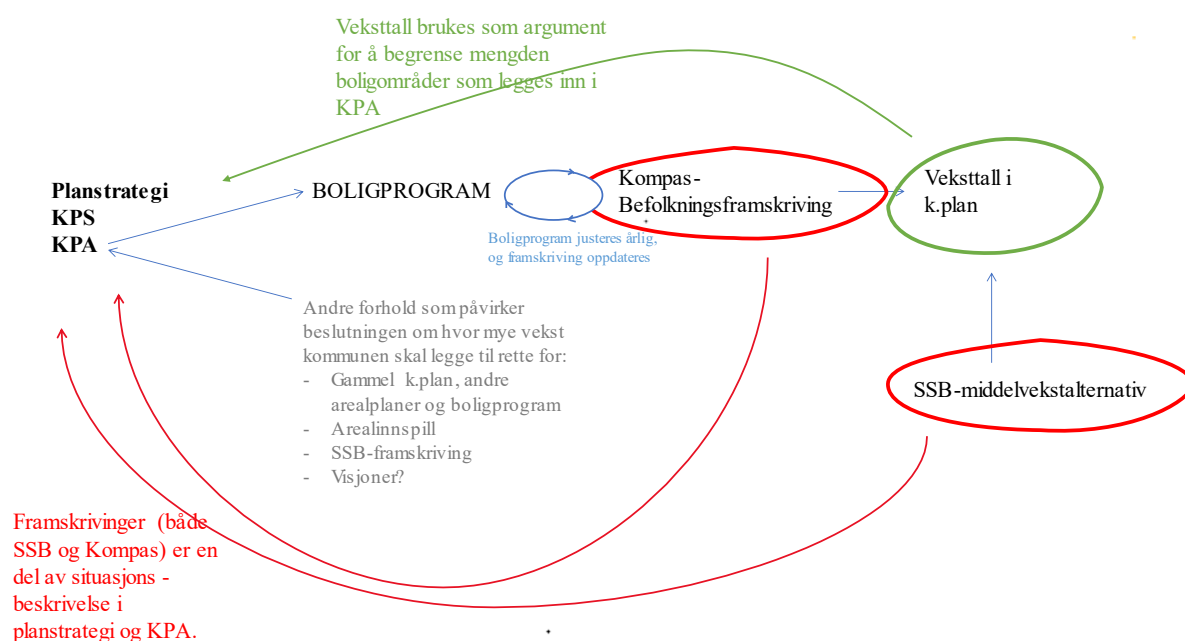 Veksttall brukes som argument
for å begrense mengden
boligområder som legges inn i
KPA
Planstrategi
KPS
KPA
BOLIGPROGRAM
Kompas-
Befolkningsframskriving
Veksttall i
k.plan
Boligprogram justeres årlig,
og framskriving oppdateres
Andre forhold som påvirker
beslutningen om hvor mye vekst
kommunen skal legge til rette for:
- Gammel k.plan, andre
arealplaner og boligprogram
- Arealinnspill
- SSB-framskriving
- Visjoner?
SSB-middelvekstalternativ
Framskrivinger (både
SSB og Kompas) er en
del av situasjons -
beskrivelse i
planstrategi og KPA.